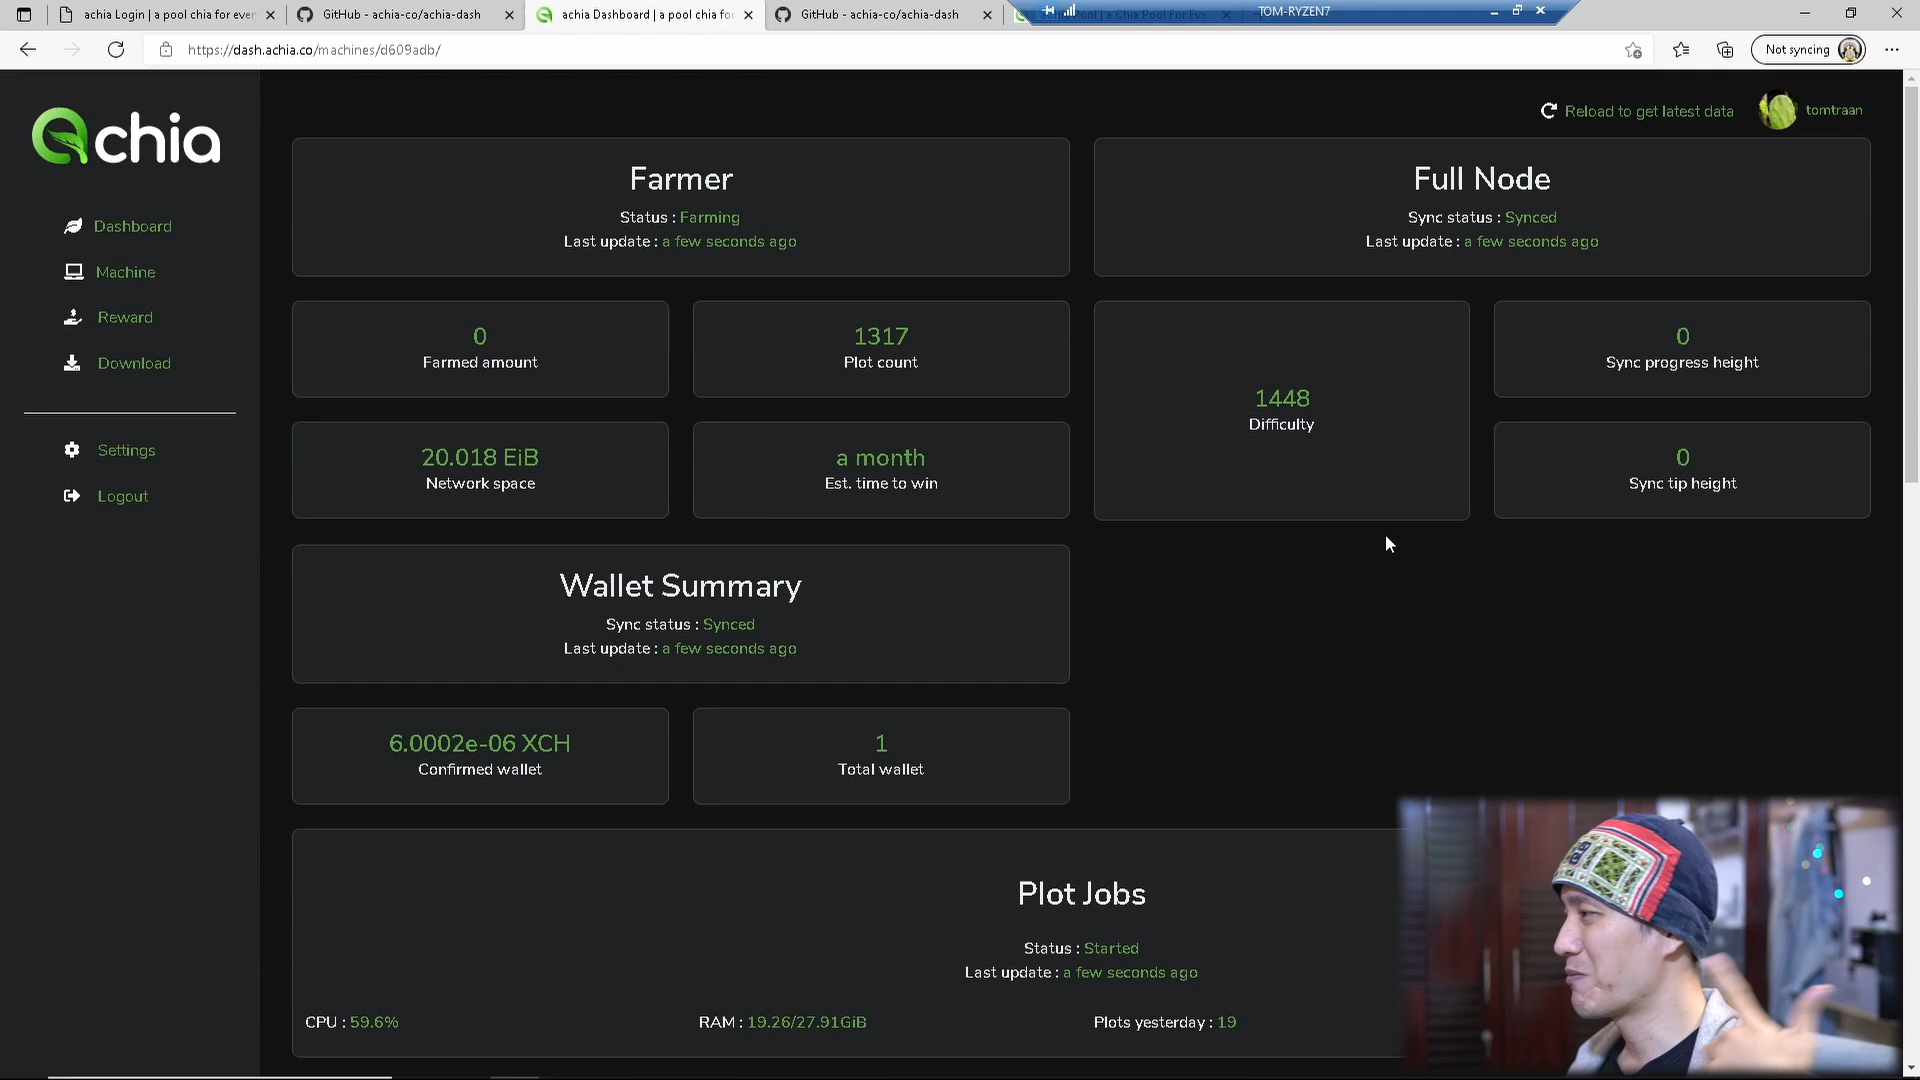 achia Login | a pool chia for ever
GitHub - achia-co/achia-dash
achia Dashboard | a pool chia for
GitHub - achia-co/achia-dash
TOM-RYZEN7
https://dash.achia.co/machines/d609adb/
Not syncing
achia
Dashboard
Machine
Reward
Download
Settings
Logout
Reload to get latest data
tomtraan
Farmer
Status : Farming
Last update : a few seconds ago
Full Node
Sync status : Synced
Last update : a few seconds ago
0
Farmed amount
1317
Plot count
1448
Difficulty
0
Sync progress height
20.018 EiB
Network space
a month
Est. time to win
0
Sync tip height
Wallet Summary
Sync status : Synced
Last update : a few seconds ago
6.0002e-06 XCH
Confirmed wallet
1
Total wallet
Plot Jobs
Status : Started
Last update : a few seconds ago
CPU : 59.6%
RAM : 19.26/27.91GiB
Plots yesterday : 19